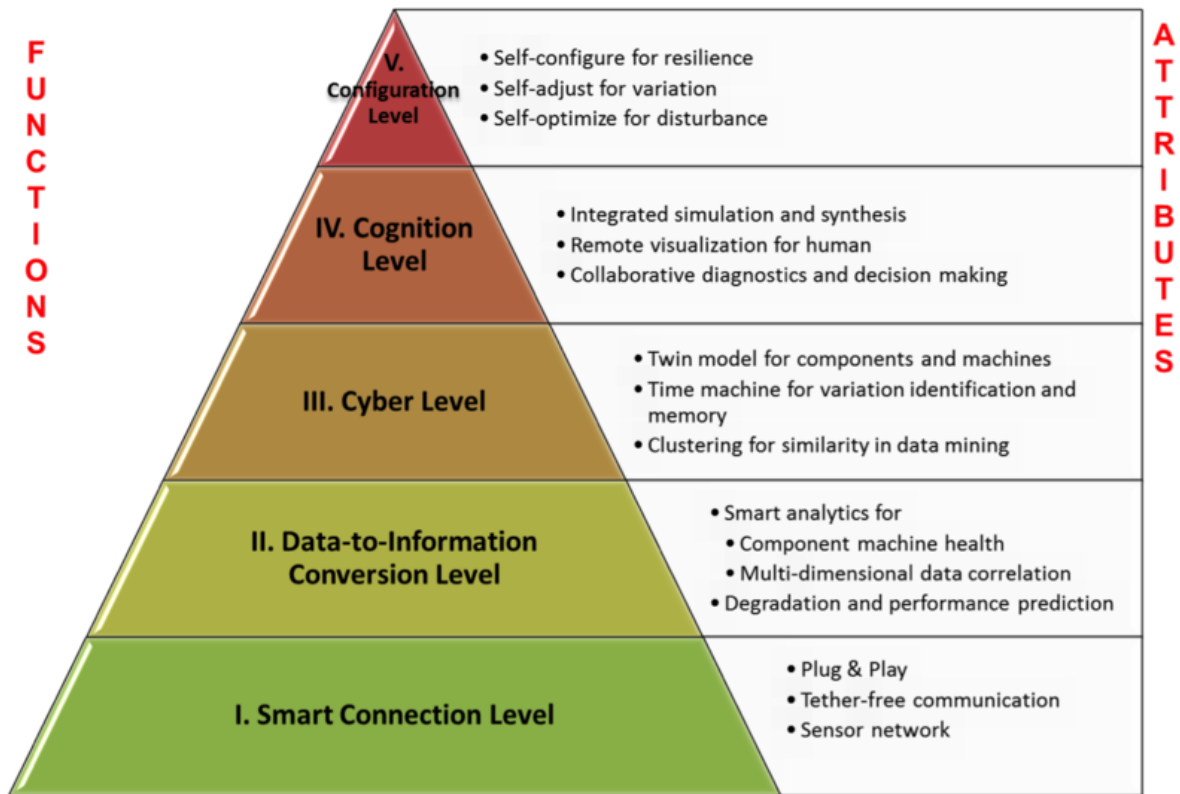 FUNCTIONS
ATTRIBUTES
V.
Configuration
Level
• Self-configure for resilience
• Self-adjust for variation
• Self-optimize for disturbance
IV. Cognition
Level
• Integrated simulation and synthesis
• Remote visualization for human
• Collaborative diagnostics and decision making
III. Cyber Level
• Twin model for components and machines
• Time machine for variation identification and
memory
• Clustering for similarity in data mining
II. Data-to-Information
Conversion Level
• Smart analytics for
• Component machine health
• Multi-dimensional data correlation
• Degradation and performance prediction
I. Smart Connection Level
• Plug & Play
• Tether-free communication
• Sensor network